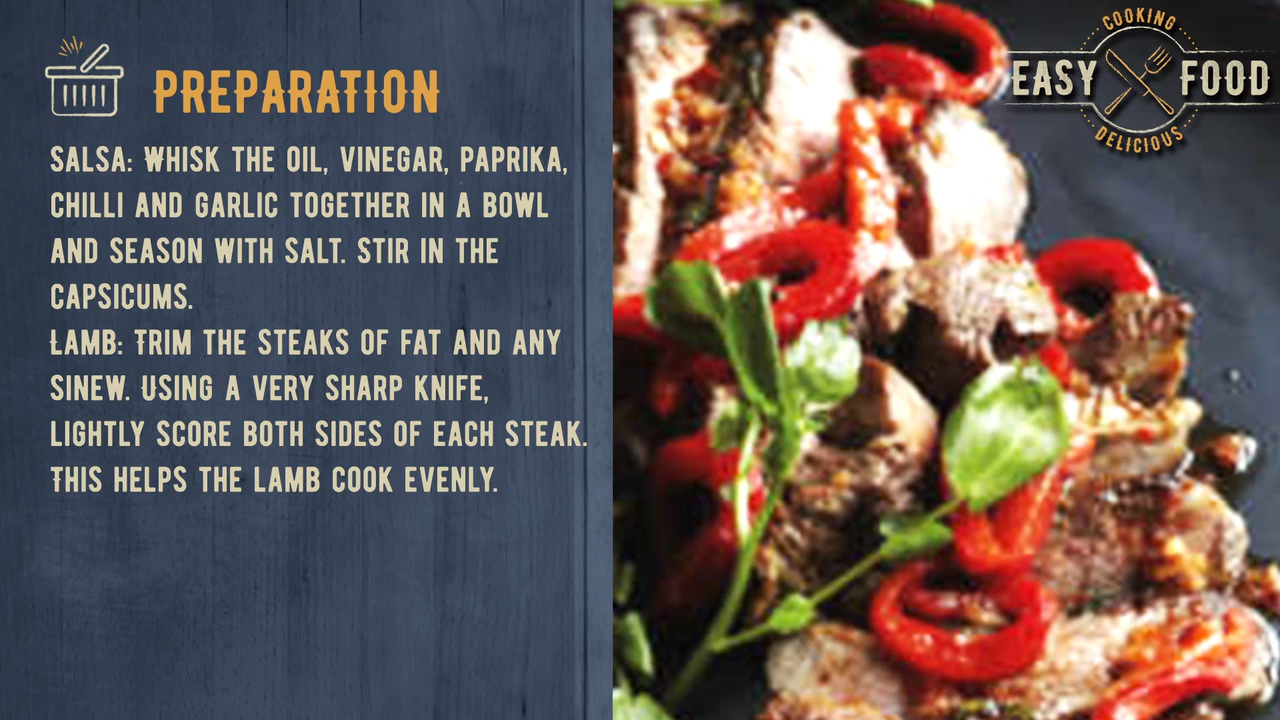 PREPARATION
SALSA: WHISK THE OIL, VINEGAR, PAPRIKA,
CHILLI AND GARLIC TOGETHER IN A BOWL
AND SEASON WITH SALT. STIR IN THE
CAPSICUMS.
LAMB: TRIM THE STEAKS OF FAT AND ANY
SINEW. USING A VERY SHARP KNIFE,
LIGHTLY SCORE BOTH SIDES OF EACH STEAK.
THIS HELPS THE LAMB COOK EVENLY.
COOKING
EASY FOOD
DELICIOUS